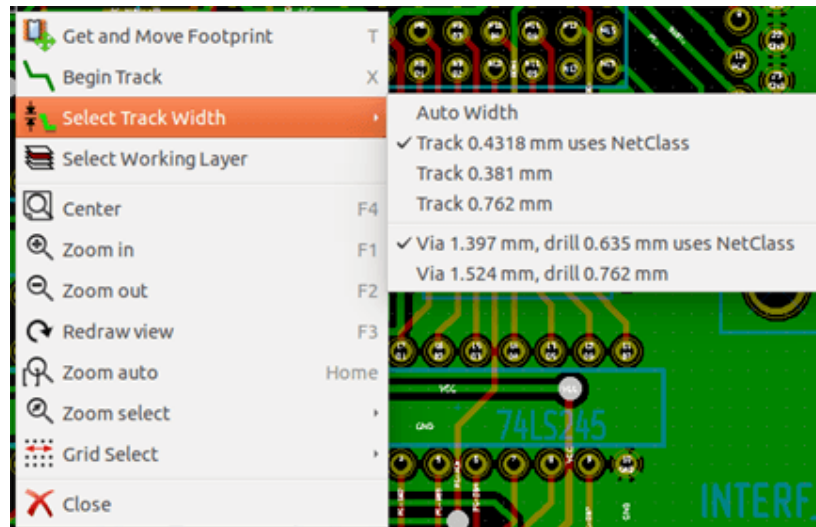 Get and Move Footprint T
Begin Track X
Select Track Width
Select Working Layer
Center F4
Zoom in F1
Zoom out F2
Redraw view F3
Zoom auto Home
Zoom select
Grid Select
Close
Auto Width
Track 0.4318 mm uses NetClass
Track 0.381 mm
Track 0.762 mm
Via 1.397 mm, drill 0.635 mm uses NetClass
Via 1.524 mm, drill 0.762 mm
VCC
VCC
GND
74LS245
VCC
GND
INTERF